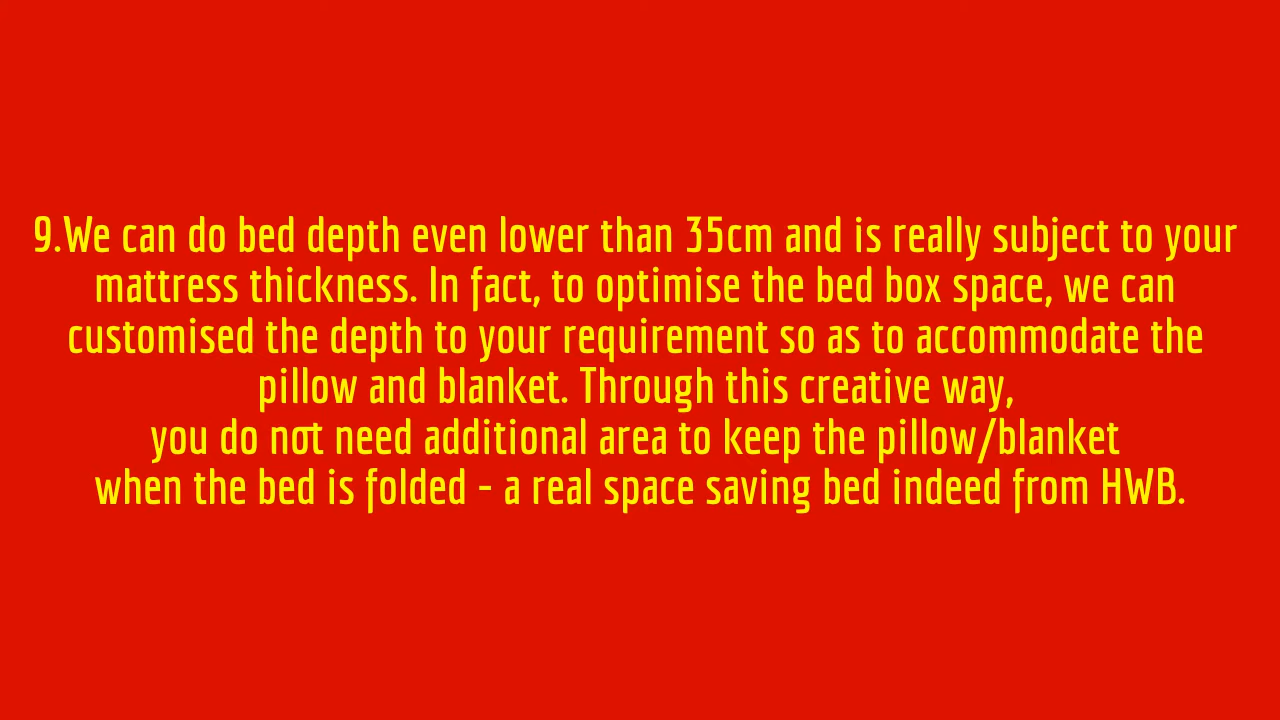 9.We can do bed depth even lower than 35cm and is really subject to your
mattress thickness. In fact, to optimise the bed box space, we can
customised the depth to your requirement so as to accommodate the
pillow and blanket. Through this creative way,
you do not need additional area to keep the pillow/blanket
when the bed is folded - a real space saving bed indeed from HWB.